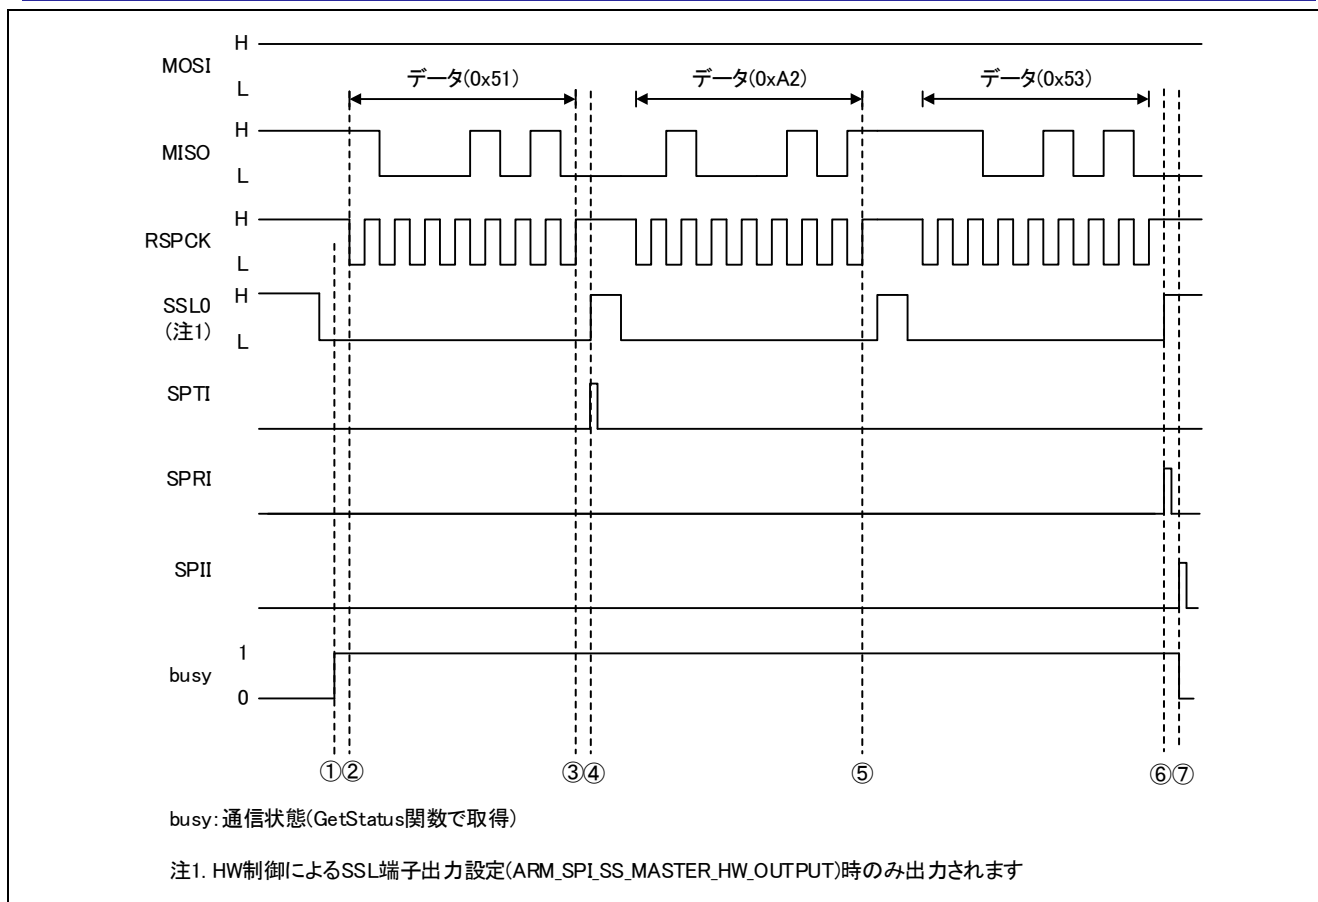 MOSI
H
L
データ(0x51)
データ(0xA2)
データ(0x53)
MISO
H
L
RSPCK
H
L
SSL0
(注1)
H
L
SPTI
SPRI
SPII
busy
1
0
①②
③④
⑤
⑥⑦
busy:通信状態(GetStatus関数で取得)
注1. HW制御によるSSL端子出力設定(ARM_SPI_SS_MASTER_HW_OUTPUT)時のみ出力されます